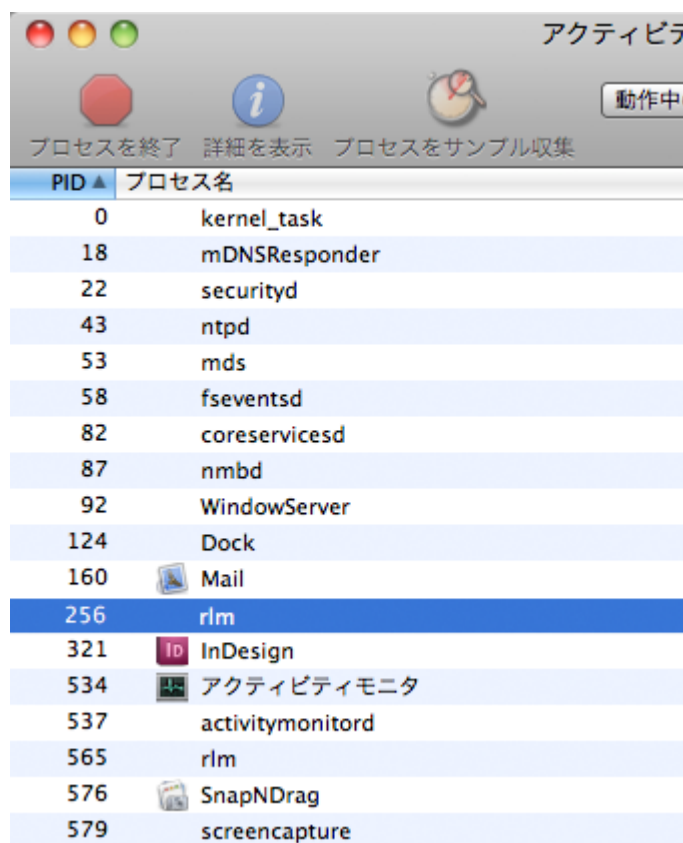 アクティビテ
動作中
プロセスを終了 詳細を表示 プロセスをサンプル収集
PID プロセス名
0 kernel_task
18 mDNSResponder
22 securityd
43 ntpd
53 mds
58 fseventsd
82 coreservicesd
87 nmbd
92 WindowServer
124 Dock
160 Mail
256 rlm
321 ID InDesign
534 アクティビティモニタ
537 activitymonitord
565 rlm
576 SnapNDrag
579 screencapture